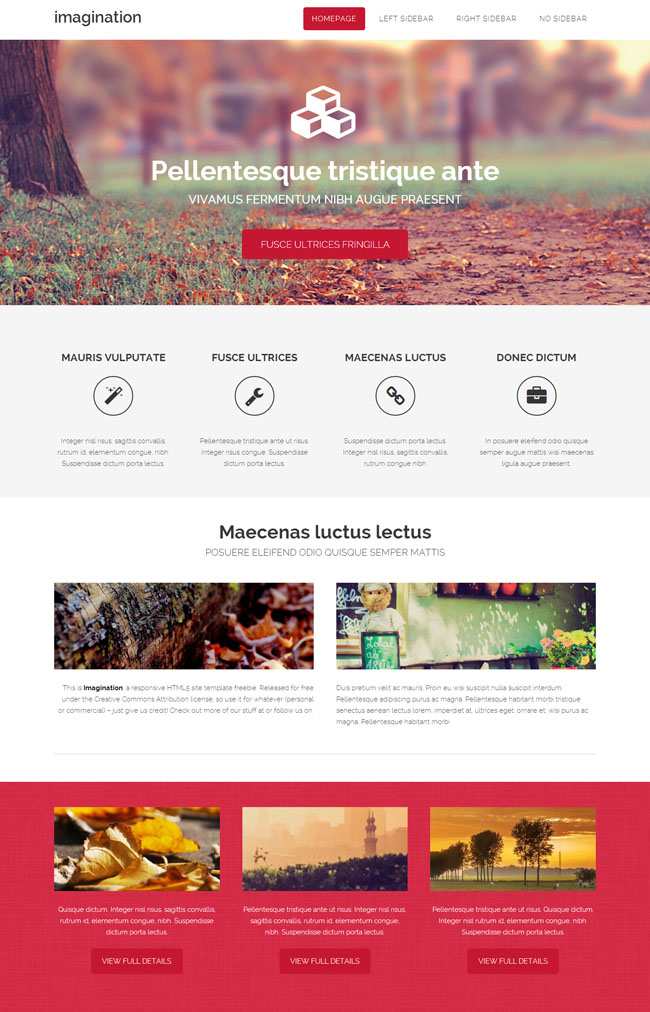 imagination
HOMEPAGE
LEFT SIDEBAR
RIGHT SIDEBAR
NO SIDEBAR
Pellentesque tristique ante
VIVAMUS FERMENTUM NIBH AUGUE PRAESENT
FUSCE ULTRICES FRINGILLA
MAURIS VULPUTATE
Integer nisl risus, sagittis convallis,
rutrum id, elementum congue, nibh.
Suspendisse dictum porta lectus.
FUSCE ULTRICES
Pellentesque tristique ante ut risus.
Integer risus congue. Suspendisse
dictum porta lectus.
MAECENAS LUCTUS
Suspendisse dictum porta lectus.
Integer nisl risus, sagittis convallis,
rutrum congue nibh.
DONEC DICTUM
In posuere eleifend odio quisque
semper augue mattis wisi maecenas
ligula augue praesent.
Maecenas luctus lectus
POSUERE ELEIFEND ODIO QUISQUE SEMPER MATTIS
This is Imagination, a responsive HTML5 site template freebie. Released for free
under the Creative Commons Attribution license, so use it for whatever (personal
or commercial) – just give us credit! Check out more of our stuff at or follow us on.
Duis pretium velit ac mauris. Proin eu wisi suscipit nulla suscipit interdum.
Pellentesque adipiscing purus ac magna. Pellentesque habitant morbi tristique
senectus aenean lectus lorem, imperdiet at, ultrices eget, ornare et, wisi purus ac
magna. Pellentesque habitant morbi.
Quisque dictum. Integer nisl risus, sagittis convallis,
rutrum id, elementum congue, nibh. Suspendisse
dictum porta lectus.
VIEW FULL DETAILS
Pellentesque tristique ante ut risus. Integer nisl risus,
sagittis convallis, rutrum id, elementum congue,
nibh. Suspendisse dictum porta lectus.
VIEW FULL DETAILS
Pellentesque tristique ante ut risus. Quisque dictum.
Integer nisl rutrum id, elementum congue, nibh.
Suspendisse dictum porta lectus.
VIEW FULL DETAILS